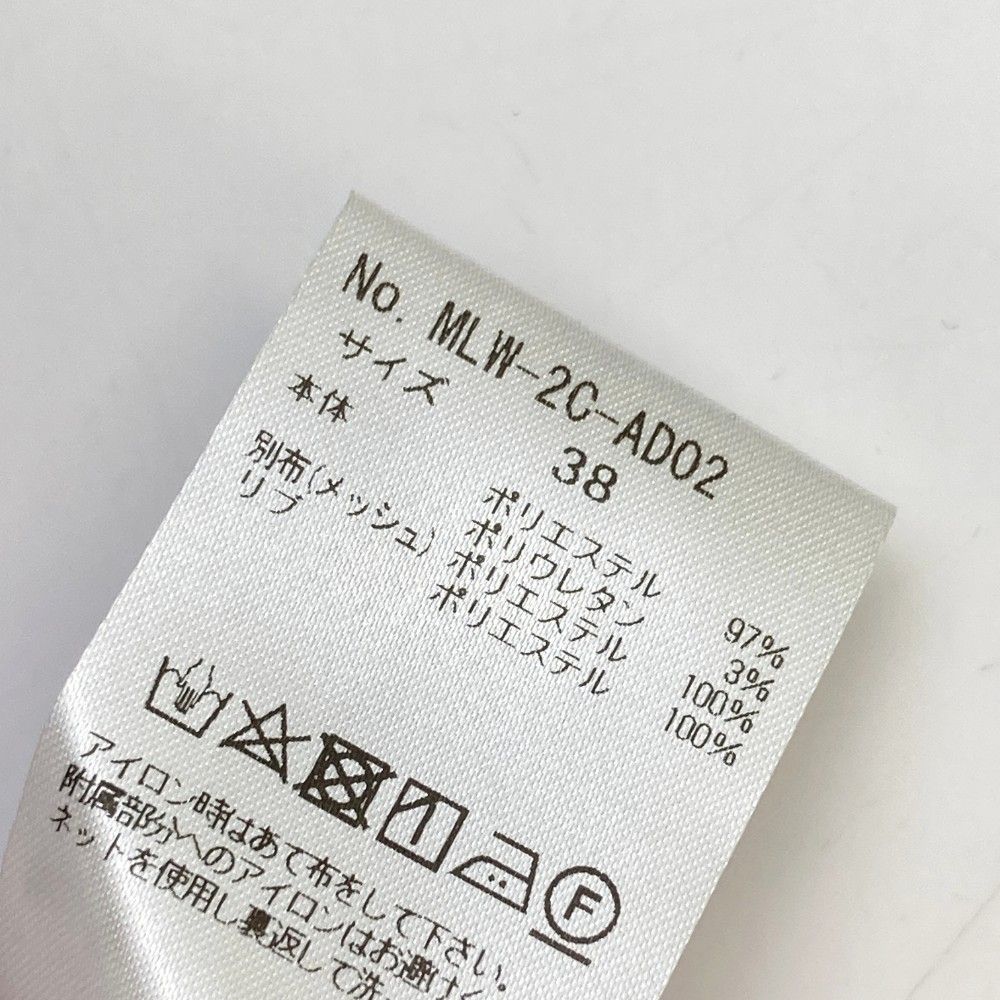 No. MLW-2C-AD02
サイズ 38
本体 ポリエステル 97%
ポリウレタン 3%
別布(メッシュ) ポリエステル 100%
リブ ポリエステル 100%
F
アイロン時はあて布をして下さい。
附属部分へのアイロンはお避け
ネットを使用し裏返して洗